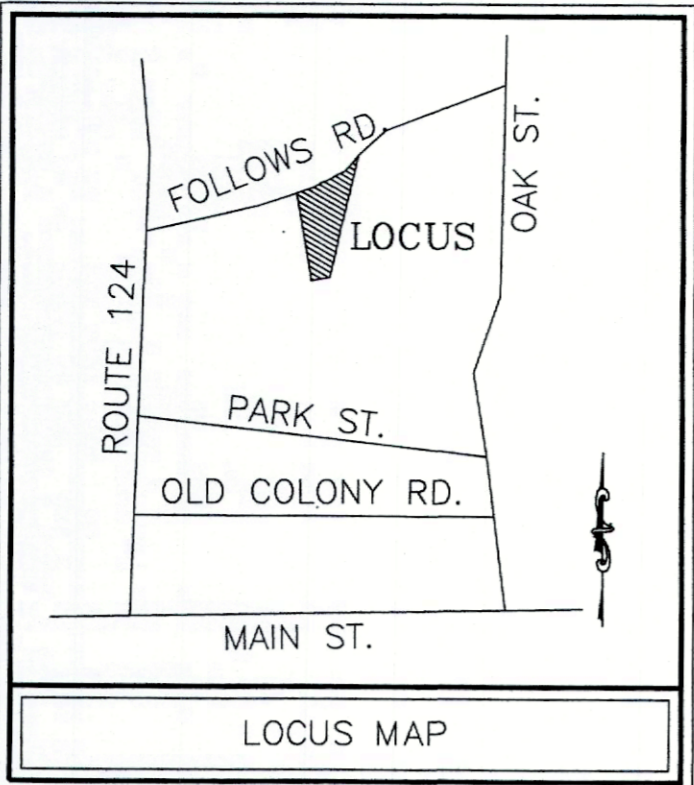 FOLLOWS RD.
OAK ST.
LOCUS
ROUTE 124
PARK ST.
OLD COLONY RD.
MAIN ST.
LOCUS MAP